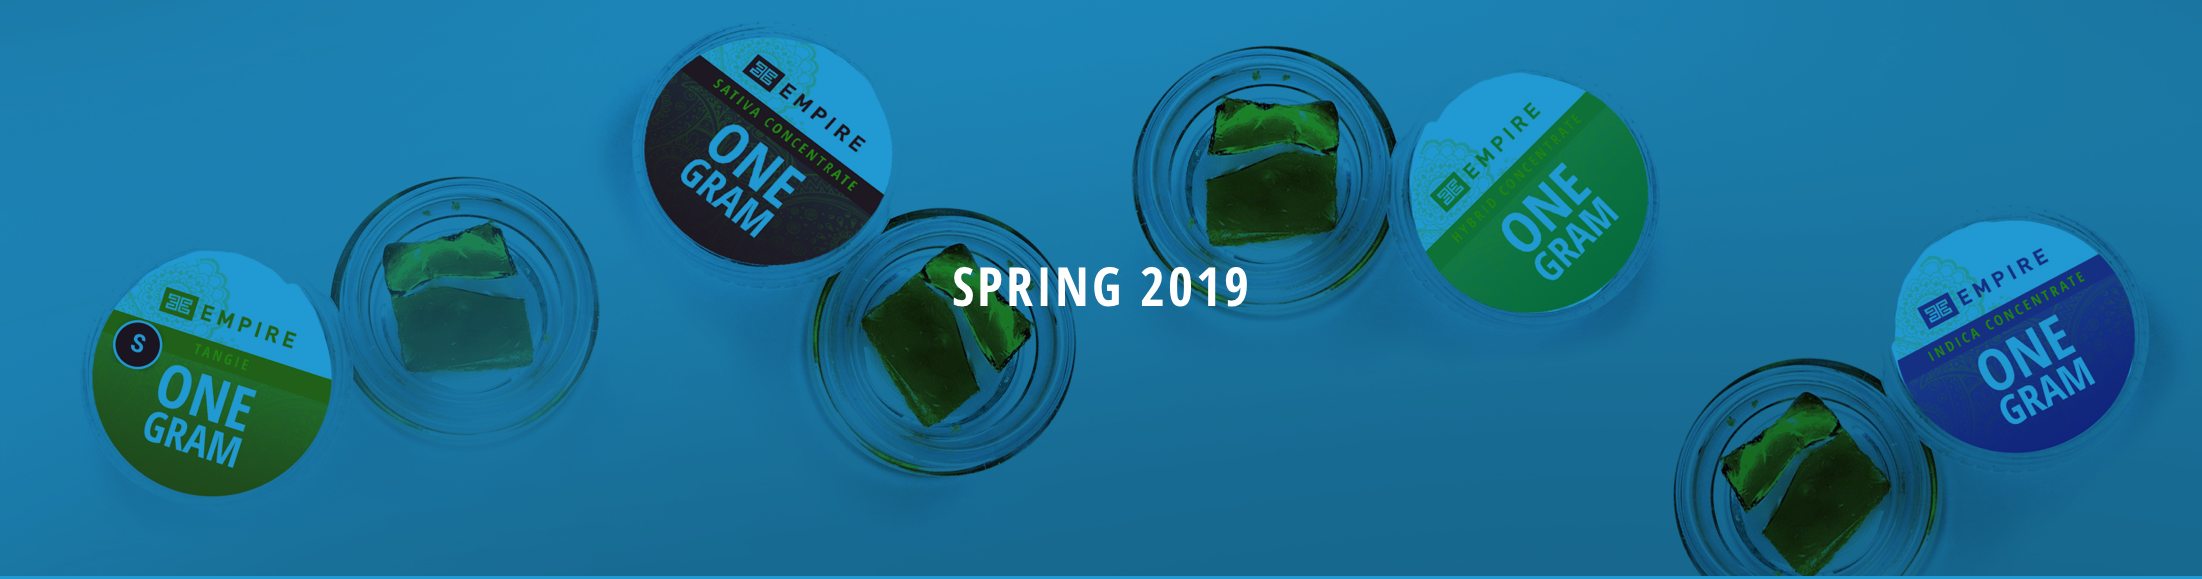 EMPIRE
S
TANGIE
ONE
GRAM
EMPIRE
SATIVA CONCENTRATE
ONE
GRAM
SPRING 2019
EMPIRE
HYBRID CONCENTRATE
ONE
GRAM
EMPIRE
INDICA CONCENTRATE
ONE
GRAM